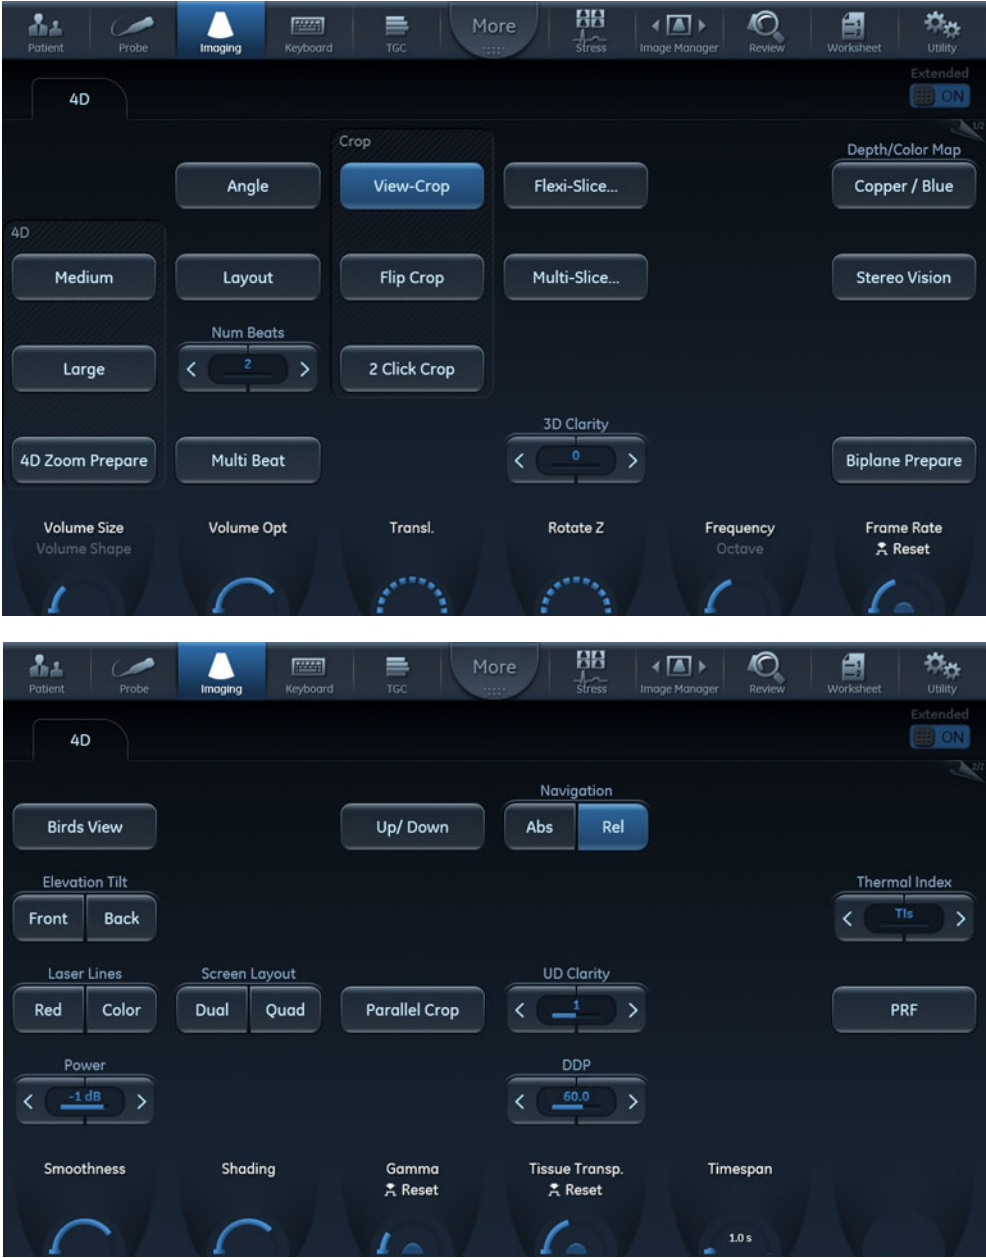 Patient
Probe
Imaging
Keyboard
TGC
More
Stress
Image Manager
Review
Worksheet
Utility
4D
Extended
ON
1/2
Crop
Depth/Color Map
Angle
View-Crop
Flexi-Slice...
Copper / Blue
4D
Medium
Layout
Flip Crop
Multi-Slice...
Stereo Vision
Num Beats
Large
< 2 >
2 Click Crop
3D Clarity
4D Zoom Prepare
Multi Beat
< 0 >
Biplane Prepare
Volume Size
Volume Shape
Volume Opt
Transl.
Rotate Z
Frequency
Octave
Frame Rate
Reset
Patient
Probe
Imaging
Keyboard
TGC
More
Stress
Image Manager
Review
Worksheet
Utility
4D
Extended
ON
2/2
Navigation
Birds View
Up/ Down
Abs
Rel
Elevation Tilt
Thermal Index
Front
Back
< TIs >
Laser Lines
Screen Layout
UD Clarity
Red
Color
Dual
Quad
Parallel Crop
< 1 >
PRF
Power
DDP
< -1 dB >
< 60.0 >
Smoothness
Shading
Gamma
Reset
Tissue Transp.
Reset
Timespan
1.0 s